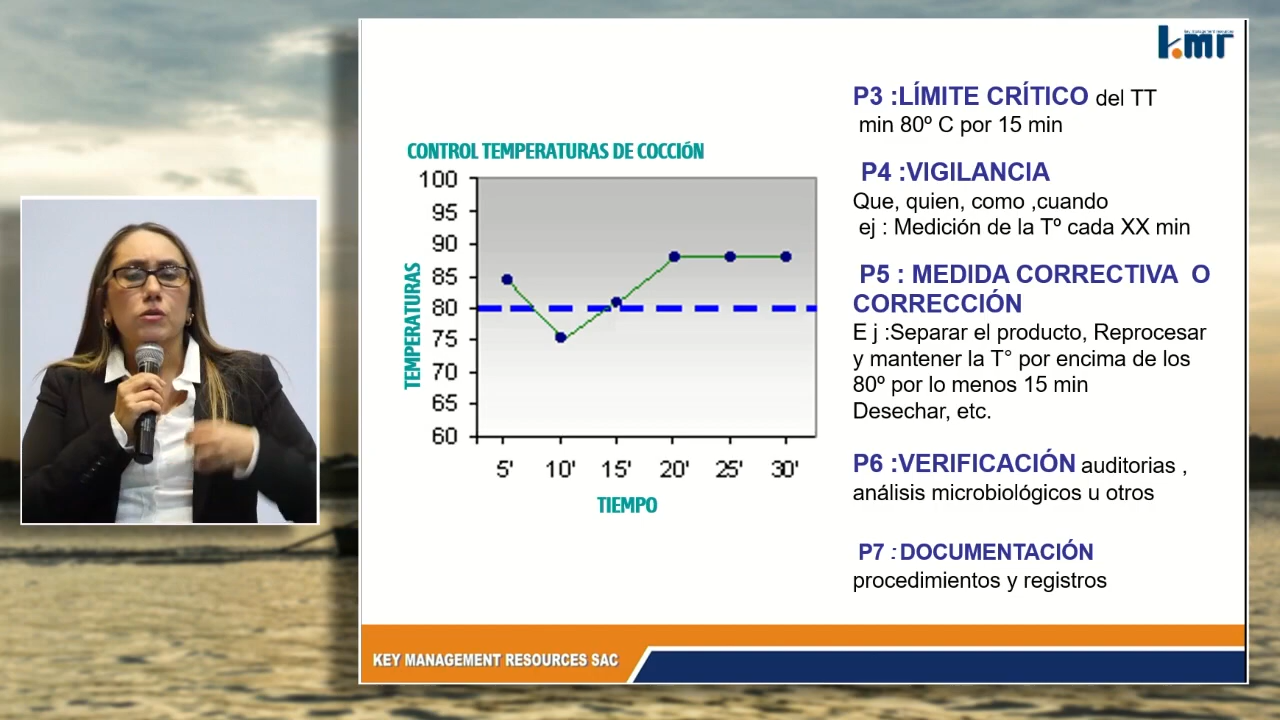 kmr
P3 :LÍMITE CRÍTICO del TT
min 80º C por 15 min
P4 :VIGILANCIA
Que, quien, como ,cuando
ej : Medición de la Tº cada XX min
P5 : MEDIDA CORRECTIVA O
CORRECCIÓN
E j :Separar el producto, Reprocesar
y mantener la T° por encima de los
80º por lo menos 15 min
Desechar, etc.
P6 :VERIFICACIÓN auditorias ,
análisis microbiológicos u otros
P7 : DOCUMENTACIÓN
procedimientos y registros
CONTROL TEMPERATURAS DE COCCIÓN
TEMPERATURAS
100
95
90
85
80
75
70
65
60
5' 10' 15' 20' 25' 30'
TIEMPO
KEY MANAGEMENT RESOURCES SAC